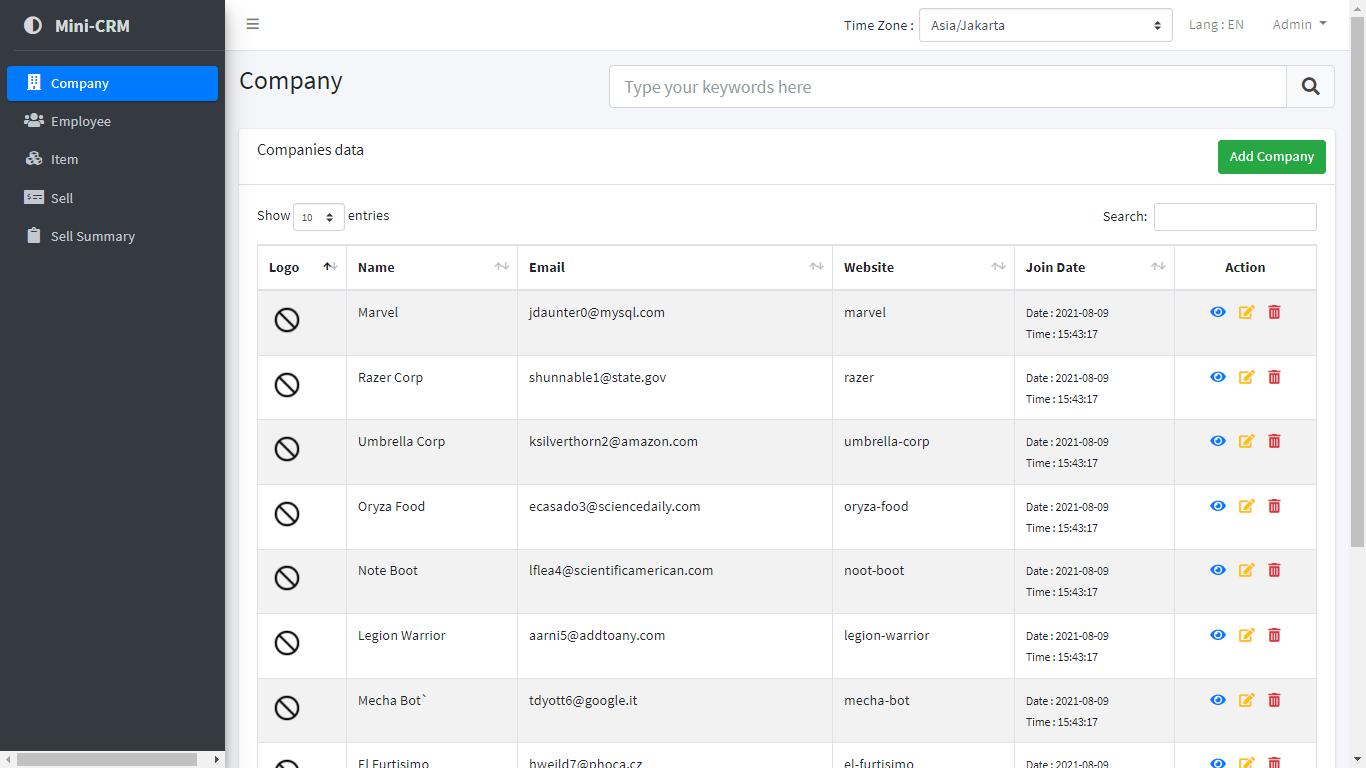 Mini-CRM
Time Zone : Asia/Jakarta Lang : EN Admin
Company
Employee
Item
Sell
Sell Summary
Company
Type your keywords here
Companies data
Add Company
Show 10 entries
Search:
Logo Name Email Website Join Date Action
Marvel jdaunter0@mysql.com marvel Date : 2021-08-09
Time : 15:43:17
Razer Corp shunnable1@state.gov razer Date : 2021-08-09
Time : 15:43:17
Umbrella Corp ksilverthorn2@amazon.com umbrella-corp Date : 2021-08-09
Time : 15:43:17
Oryza Food ecasado3@sciencedaily.com oryza-food Date : 2021-08-09
Time : 15:43:17
Note Boot lflea4@scientificamerican.com noot-boot Date : 2021-08-09
Time : 15:43:17
Legion Warrior aarni5@addtoany.com legion-warrior Date : 2021-08-09
Time : 15:43:17
Mecha Bot` tdyott6@google.it mecha-bot Date : 2021-08-09
Time : 15:43:17
El Furtisimo hweild7@phoca.cz el-furtisimo Date : 2021-08-09